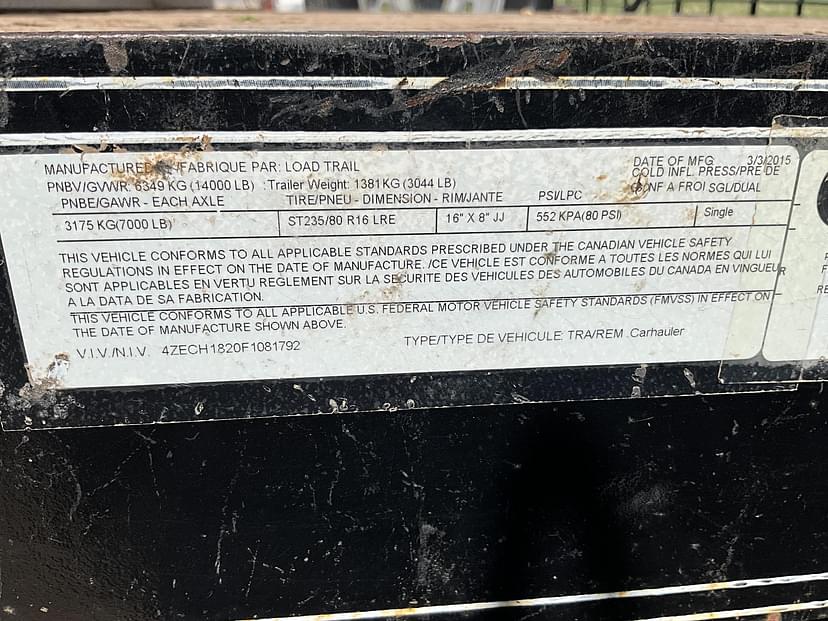 MANUFACTURED /FABRIQUE PAR: LOAD TRAIL DATE OF MFG 3/3/2015
PNBV/GVWR: 6349 KG (14000 LB) :Trailer Weight: 1381 KG (3044 LB) COLD INFL. PRESS/PRE DE
PNBE/GAWR - EACH AXLE TIRE/PNEU - DIMENSION - RIM/JANTE PSI/LPC GONF A FROI SGL/DUAL
3175 KG(7000 LB) ST235/80 R16 LRE 16" X 8" JJ 552 KPA(80 PSI) Single
THIS VEHICLE CONFORMS TO ALL APPLICABLE STANDARDS PRESCRIBED UNDER THE CANADIAN VEHICLE SAFETY
REGULATIONS IN EFFECT ON THE DATE OF MANUFACTURE. /CE VEHICLE EST CONFORME A TOUTES LES NORMES QUI LUI
SONT APPLICABLES EN VERTU REGLEMENT SUR LA SECURITE DES VEHICULES DES AUTOMOBILES DU CANADA EN VINGUEUR
A LA DATA DE SA FABRICATION.
THIS VEHICLE CONFORMS TO ALL APPLICABLE U.S. FEDERAL MOTOR VEHICLE SAFETY STANDARDS (FMVSS) IN EFFECT ON
THE DATE OF MANUFACTURE SHOWN ABOVE.
V.I.V./N.I.V. 4ZECH1820F1081792 TYPE/TYPE DE VEHICULE: TRA/REM .Carhauler